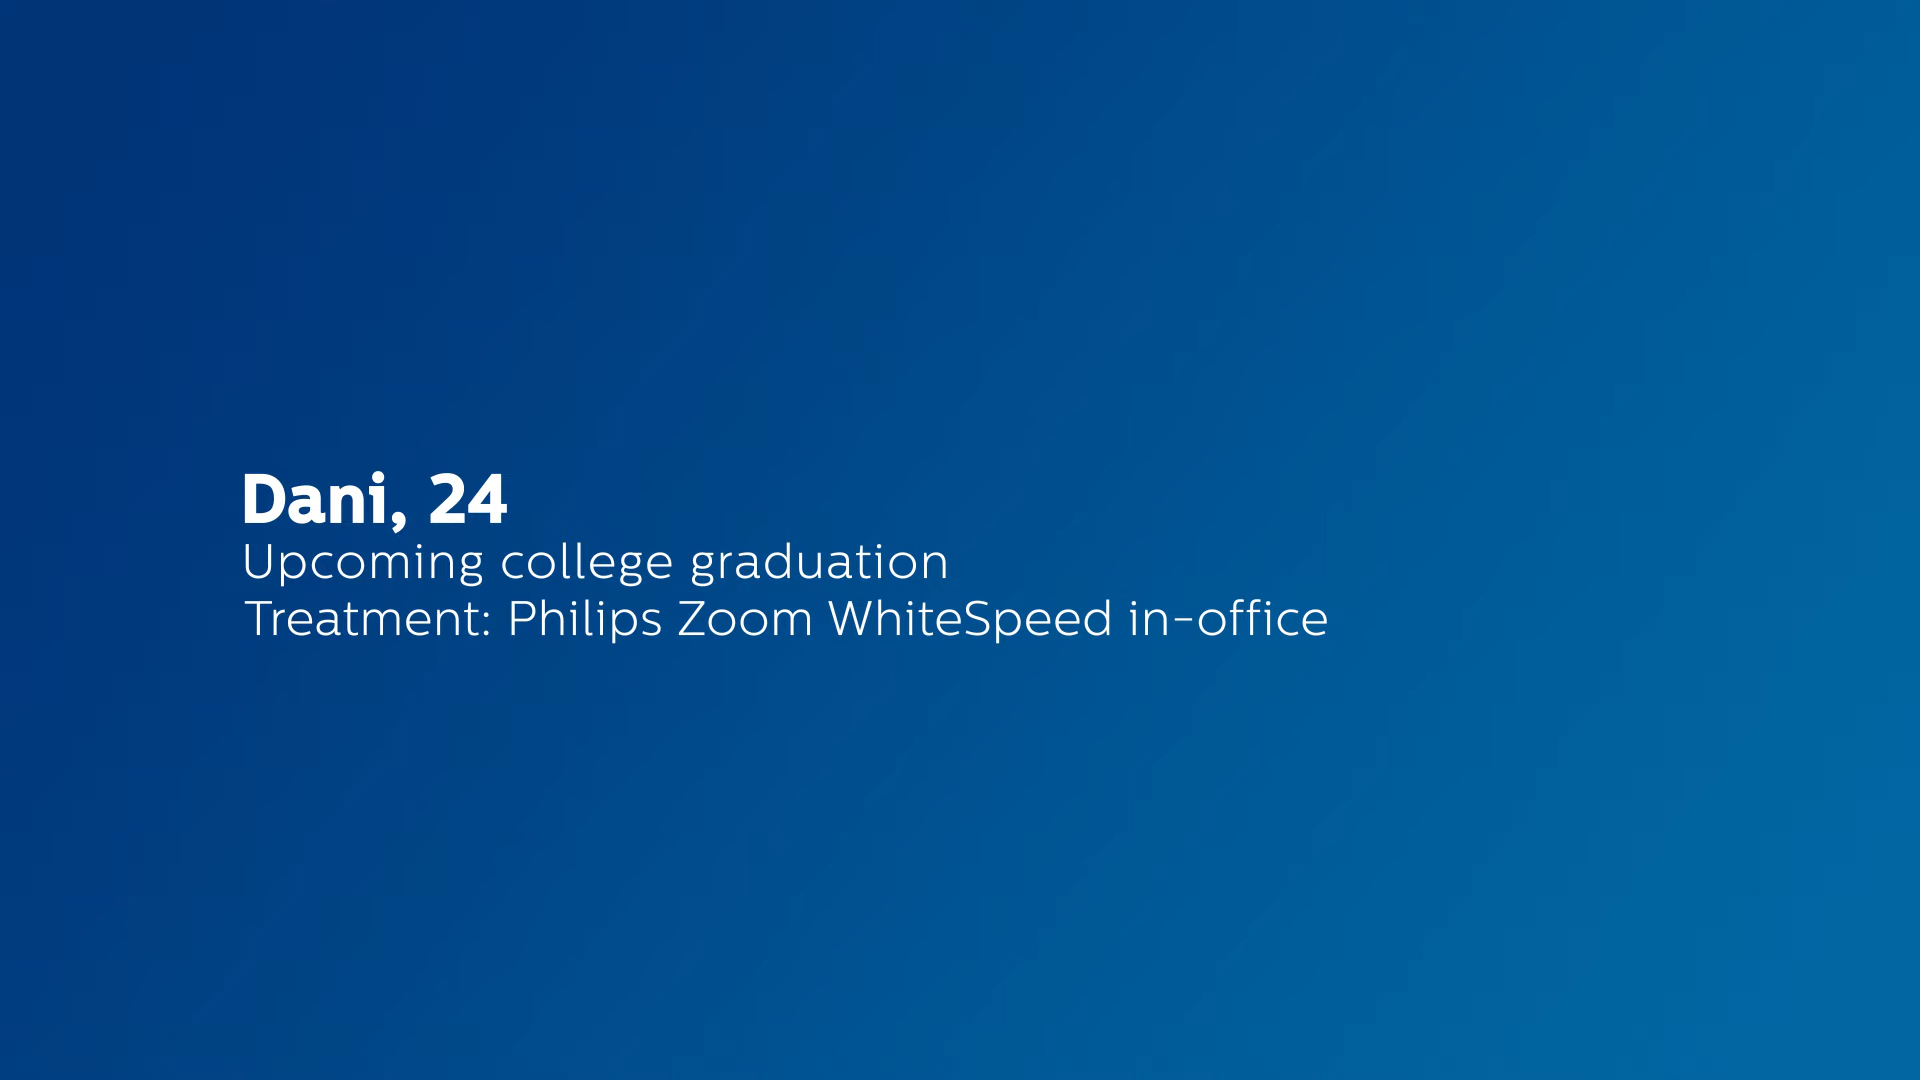 Dani, 24
Upcoming college graduation
Treatment: Philips Zoom WhiteSpeed in-office